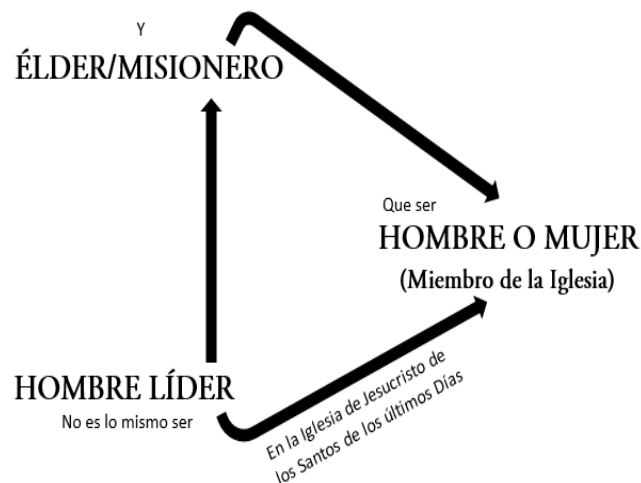 Y
ÉLDER/MISIONERO
Que ser
HOMBRE O MUJER
(Miembro de la Iglesia)
HOMBRE LÍDER
No es lo mismo ser
En la Iglesia de Jesucristo de
los Santos de los últimos Días